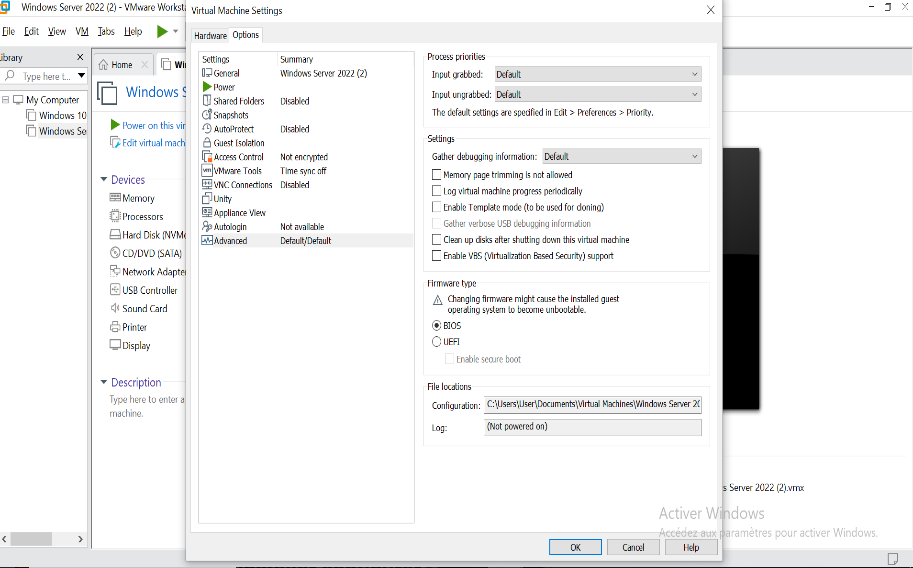 Windows Server 2022 (2) - VMware Worksta
File Edit View VM Tabs Help
Library
Type here t...
My Computer
Windows 10
Windows Se
Home
Wi
Windows S
Power on this vir
Edit virtual mach
Devices
Memory
Processors
Hard Disk (NVMe
CD/DVD (SATA)
Network Adapte
USB Controller
Sound Card
Printer
Display
Description
Type here to enter a
machine.
Virtual Machine Settings
Hardware Options
Settings Summary
General Windows Server 2022 (2)
Power
Shared Folders Disabled
Snapshots
AutoProtect Disabled
Guest Isolation
Access Control Not encrypted
vm VMware Tools Time sync off
VNC Connections Disabled
Unity
Appliance View
Autologin Not available
Advanced Default/Default
Process priorities
Input grabbed: Default
Input ungrabbed: Default
The default settings are specified in Edit > Preferences > Priority.
Settings
Gather debugging information: Default
Memory page trimming is not allowed
Log virtual machine progress periodically
Enable Template mode (to be used for cloning)
Gather verbose USB debugging information
Clean up disks after shutting down this virtual machine
Enable VBS (Virtualization Based Security) support
Firmware type
Changing firmware might cause the installed guest
operating system to become unbootable.
BIOS
UEFI
Enable secure boot
File locations
Configuration: C:\Users\User\Documents\Virtual Machines\Windows Server 20
Log: (Not powered on)
OK Cancel Help
s Server 2022 (2).vmx
Activer Windows
Accédez aux paramètres pour activer Windows.